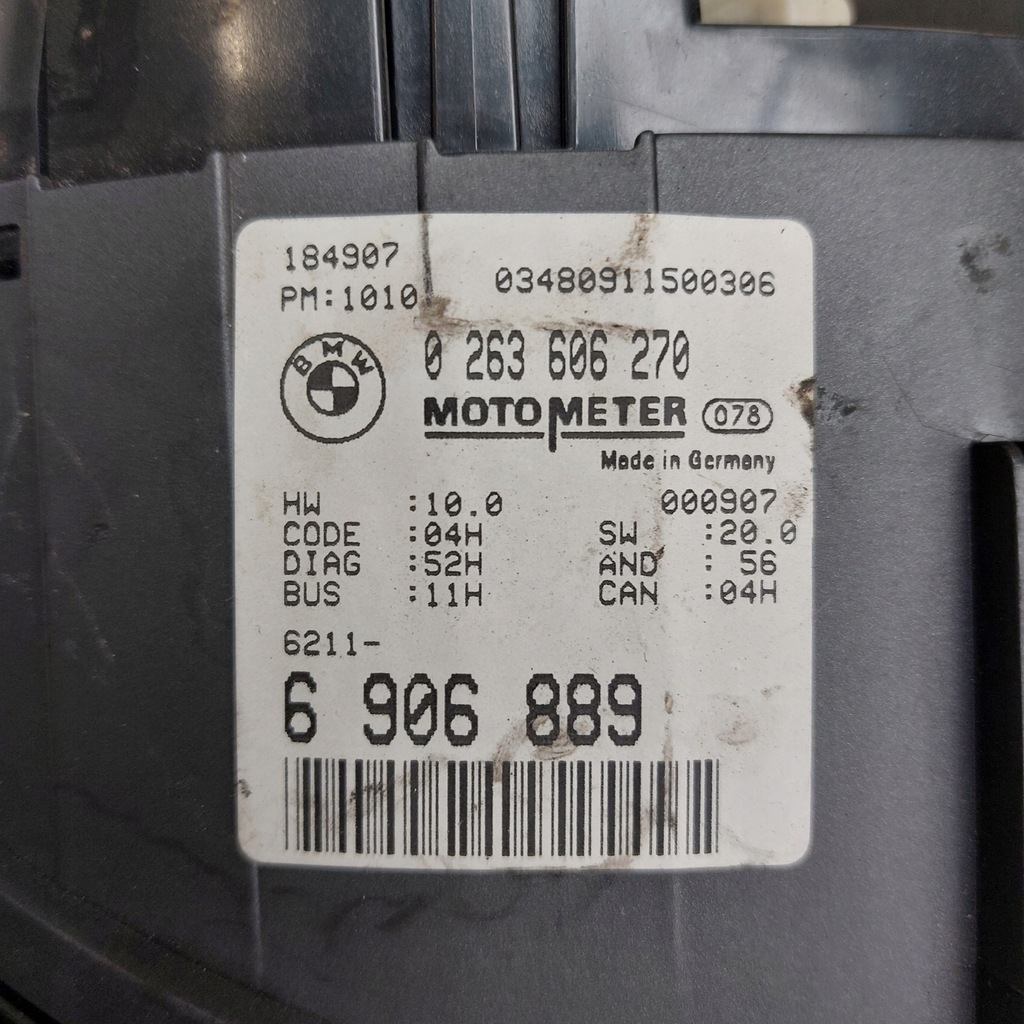 184907
03480911500306
PM:1010
BMW
0 263 606 270
MOTOMETER 078
Made in Germany
HW :10.0 000907
CODE :04H SW :20.0
DIAG :52H AND : 56
BUS :11H CAN :04H
6211-
6 906 889